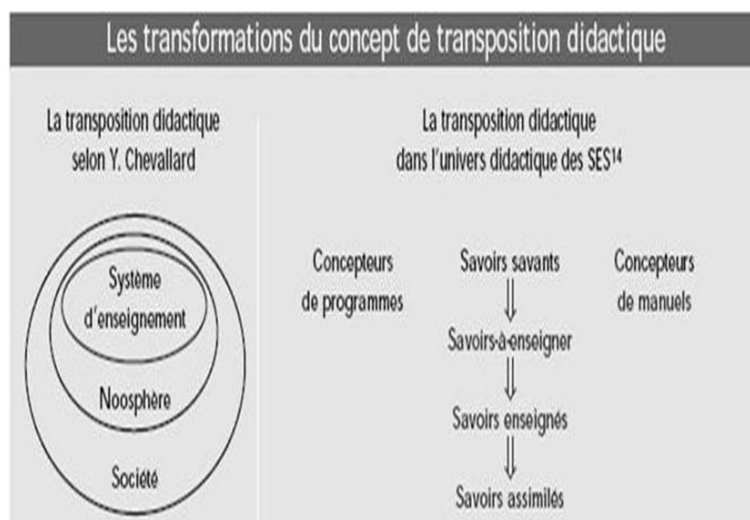 Les transformations du concept de transposition didactique
La transposition didactique
selon Y. Chevallard
Système
d'enseignement
Noosphère
Société
La transposition didactique
dans l'univers didactique des SES¹⁴
Concepteurs
de programmes
Savoirs savants
Savoirs-à-enseigner
Savoirs enseignés
Savoirs assimilés
Concepteurs
de manuels